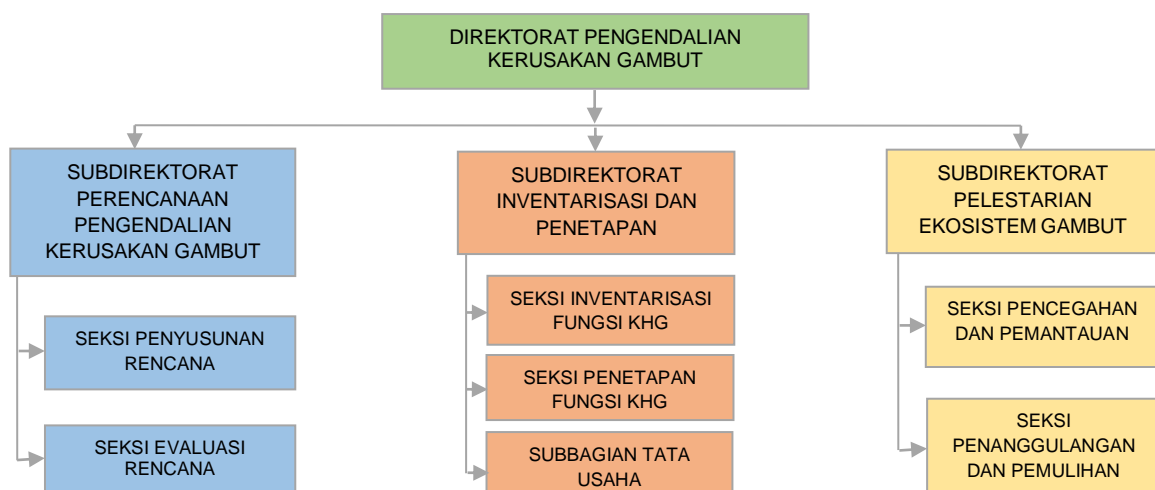 DIREKTORAT PENGENDALIAN
KERUSAKAN GAMBUT
SUBDIREKTORAT
PERENCANAAN
PENGENDALIAN
KERUSAKAN GAMBUT
SEKSI PENYUSUNAN
RENCANA
SEKSI EVALUASI
RENCANA
SUBDIREKTORAT
INVENTARISASI DAN
PENETAPAN
SEKSI INVENTARISASI
FUNGSI KHG
SEKSI PENETAPAN
FUNGSI KHG
SUBBAGIAN TATA
USAHA
SUBDIREKTORAT
PELESTARIAN
EKOSISTEM GAMBUT
SEKSI PENCEGAHAN
DAN PEMANTAUAN
SEKSI
PENANGGULANGAN
DAN PEMULIHAN